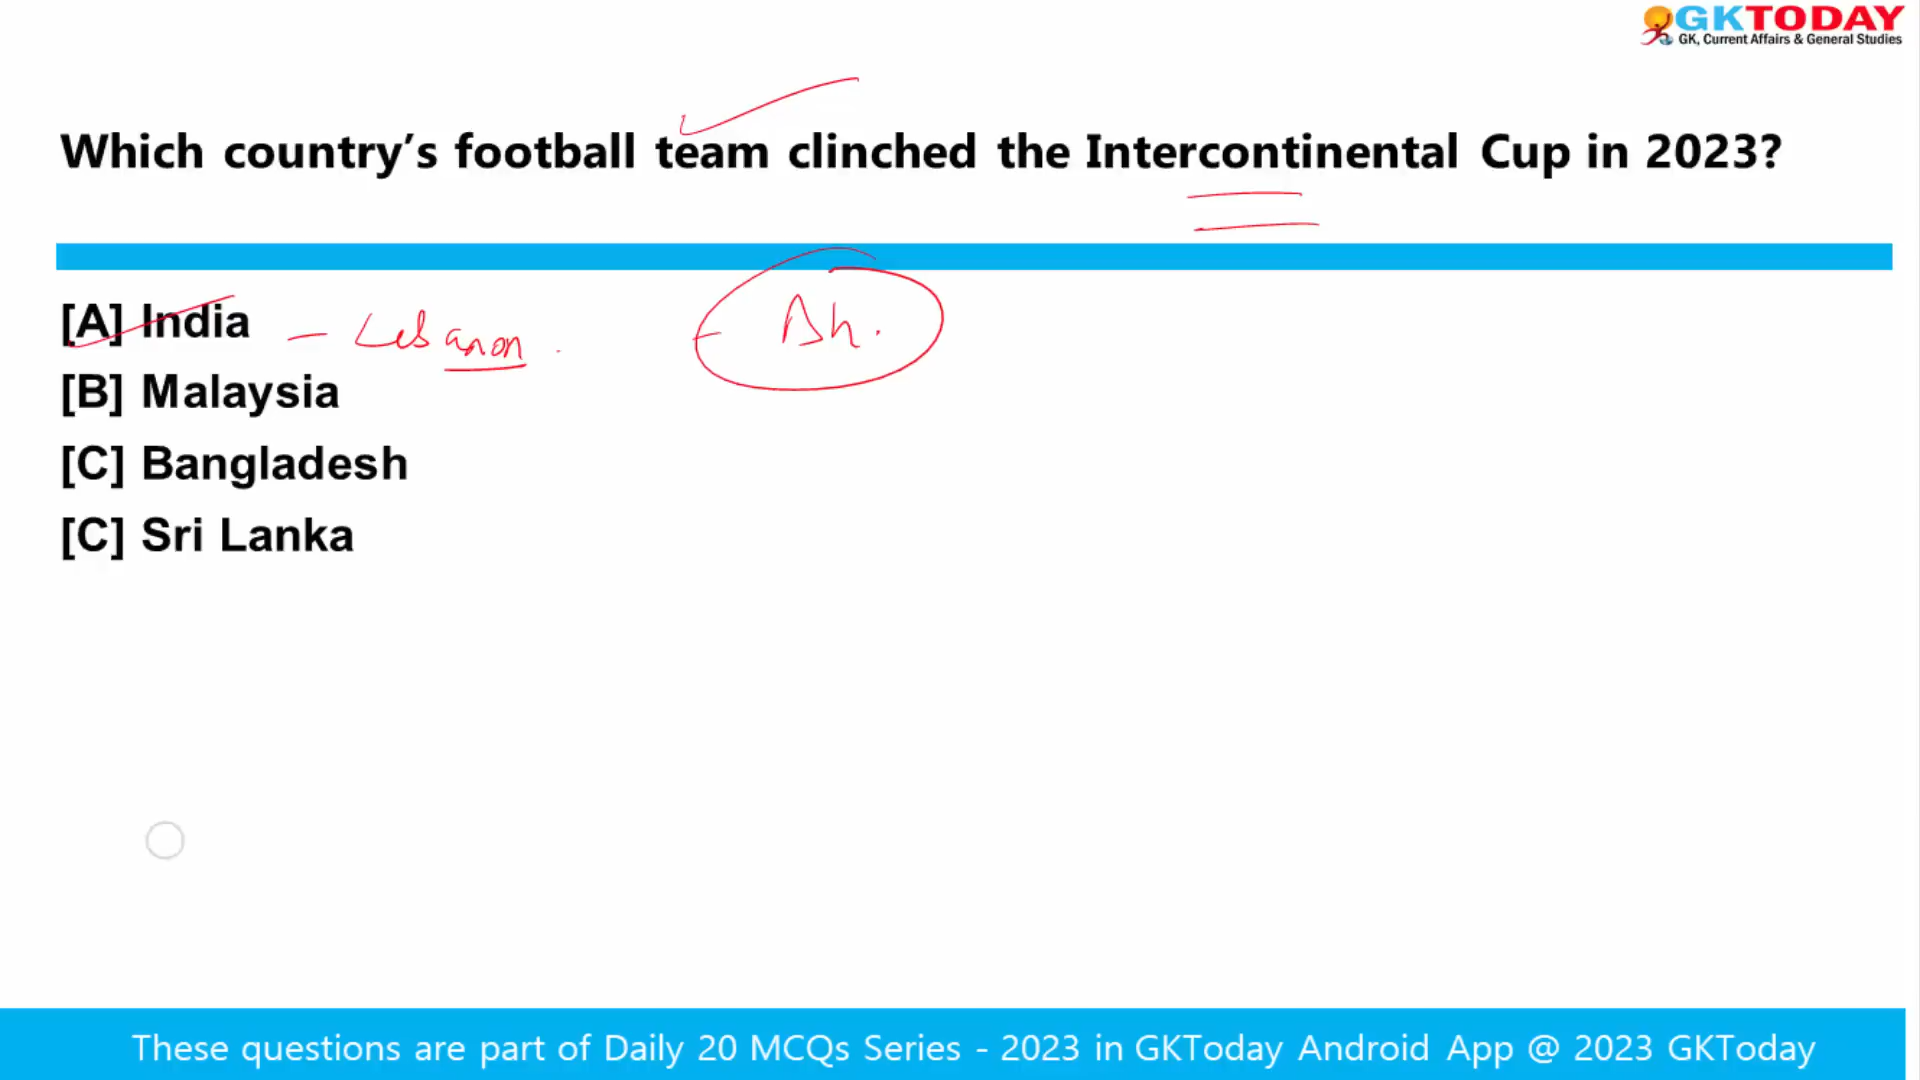 GKTODAY
GK, Current Affairs & General Studies
Which country’s football team clinched the Intercontinental Cup in 2023?
[A] India - Lebanon.
[B] Malaysia
[C] Bangladesh
[C] Sri Lanka
These questions are part of Daily 20 MCQs Series - 2023 in GKToday Android App @ 2023 GKToday